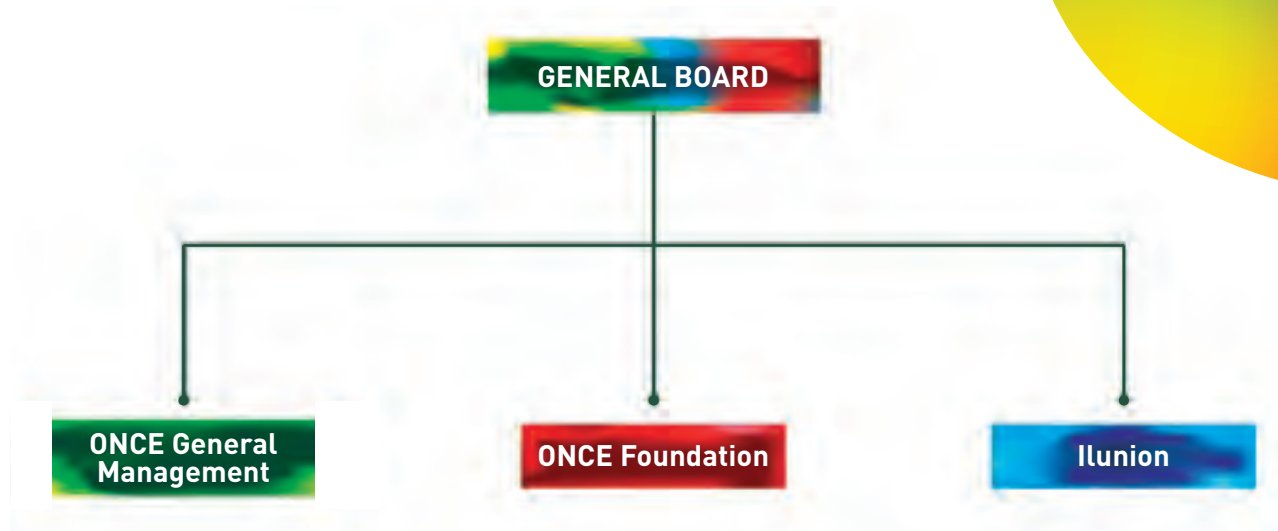 GENERAL BOARD
ONCE General
Management
ONCE Foundation
Ilunion